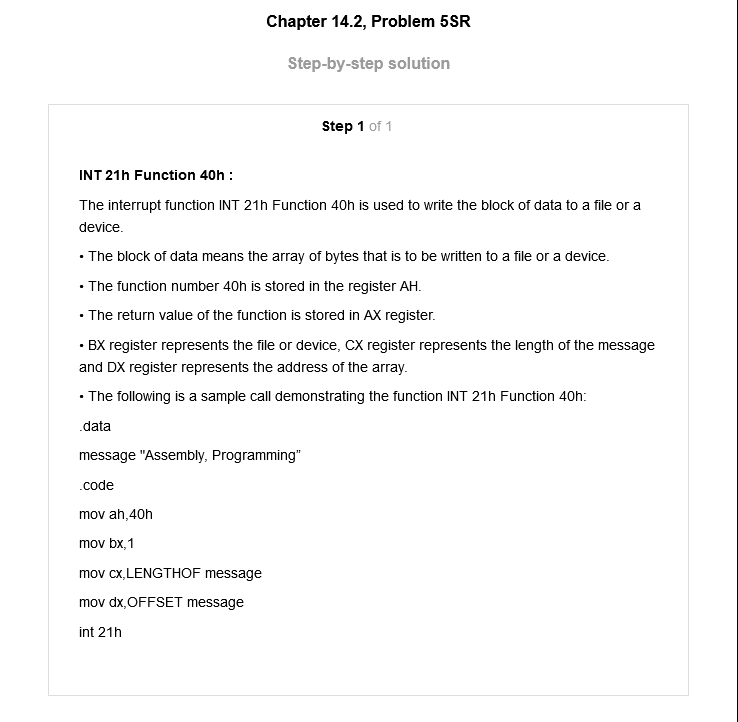 Chapter 14.2, Problem 5SR
Step-by-step solution
Step 1 of 1
INT 21h Function 40h :
The interrupt function INT 21h Function 40h is used to write the block of data to a file or a
device.
• The block of data means the array of bytes that is to be written to a file or a device.
• The function number 40h is stored in the register AH.
• The return value of the function is stored in AX register.
• BX register represents the file or device, CX register represents the length of the message
and DX register represents the address of the array.
• The following is a sample call demonstrating the function INT 21h Function 40h:
.data
message "Assembly, Programming”
.code
mov ah,40h
mov bx,1
mov cx,LENGTHOF message
mov dx,OFFSET message
int 21h